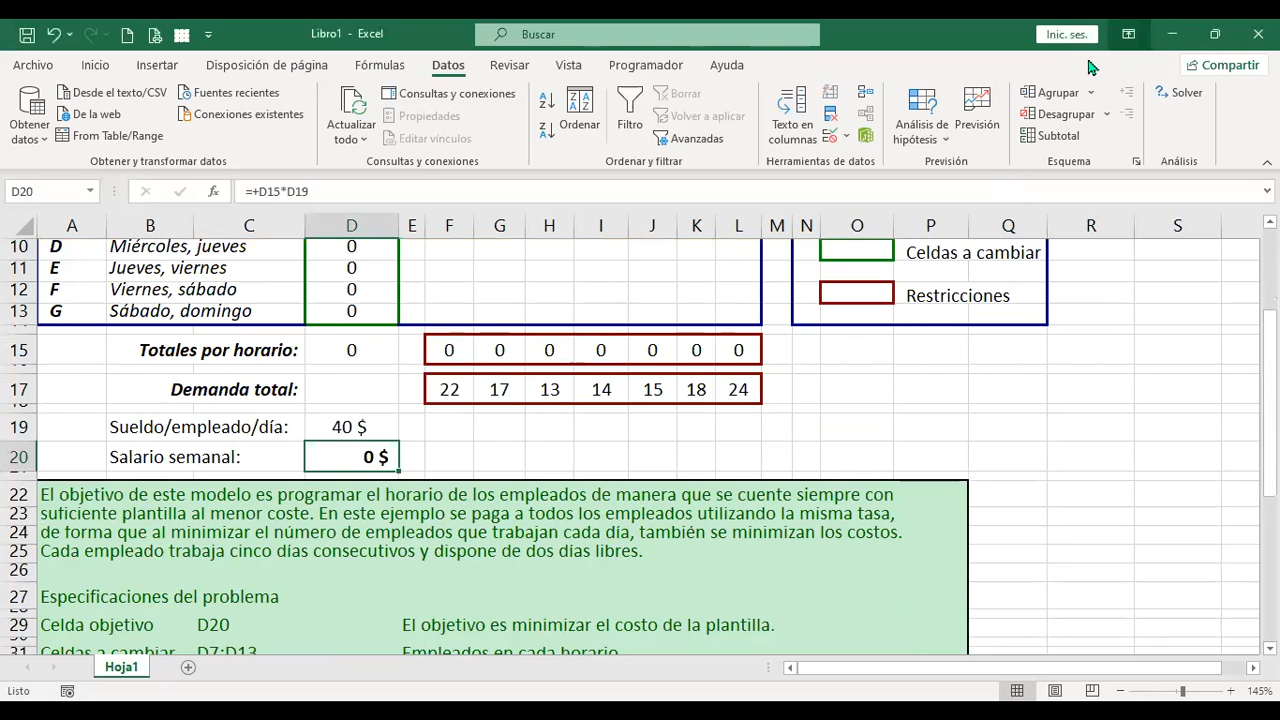 Libro1 - Excel
Buscar
Inic. ses.
Archivo Inicio Insertar Disposición de página Fórmulas Datos Revisar Vista Programador Ayuda
Compartir
Obtener datos
Desde el texto/CSV
De la web
From Table/Range
Fuentes recientes
Conexiones existentes
Obtener y transformar datos
Actualizar todo
Consultas y conexiones
Propiedades
Editar vínculos
Consultas y conexiones
Ordenar
Filtro
Borrar
Volver a aplicar
Avanzadas
Ordenar y filtrar
Texto en columnas
Herramientas de datos
Análisis de hipótesis
Previsión
Previsión
Agrupar
Desagrupar
Subtotal
Esquema
Solver
Análisis
D20 fx =+D15*D19
A B C D E F G H I J K L M N O P Q R S
10 D Miércoles, jueves 0 Celdas a cambiar
11 E Jueves, viernes 0
12 F Viernes, sábado 0 Restricciones
13 G Sábado, domingo 0
15 Totales por horario: 0 0 0 0 0 0 0 0
17 Demanda total: 22 17 13 14 15 18 24
19 Sueldo/empleado/día: 40 $
20 Salario semanal: 0 $
22 El objetivo de este modelo es programar el horario de los empleados de manera que se cuente siempre con
23 suficiente plantilla al menor coste. En este ejemplo se paga a todos los empleados utilizando la misma tasa,
24 de forma que al minimizar el número de empleados que trabajan cada día, también se minimizan los costos.
25 Cada empleado trabaja cinco días consecutivos y dispone de dos días libres.
26
27 Especificaciones del problema
29 Celda objetivo D20 El objetivo es minimizar el costo de la plantilla.
31 Celdas a cambiar D7:D13 Empleados en cada horario.
Hoja1
Listo
145%